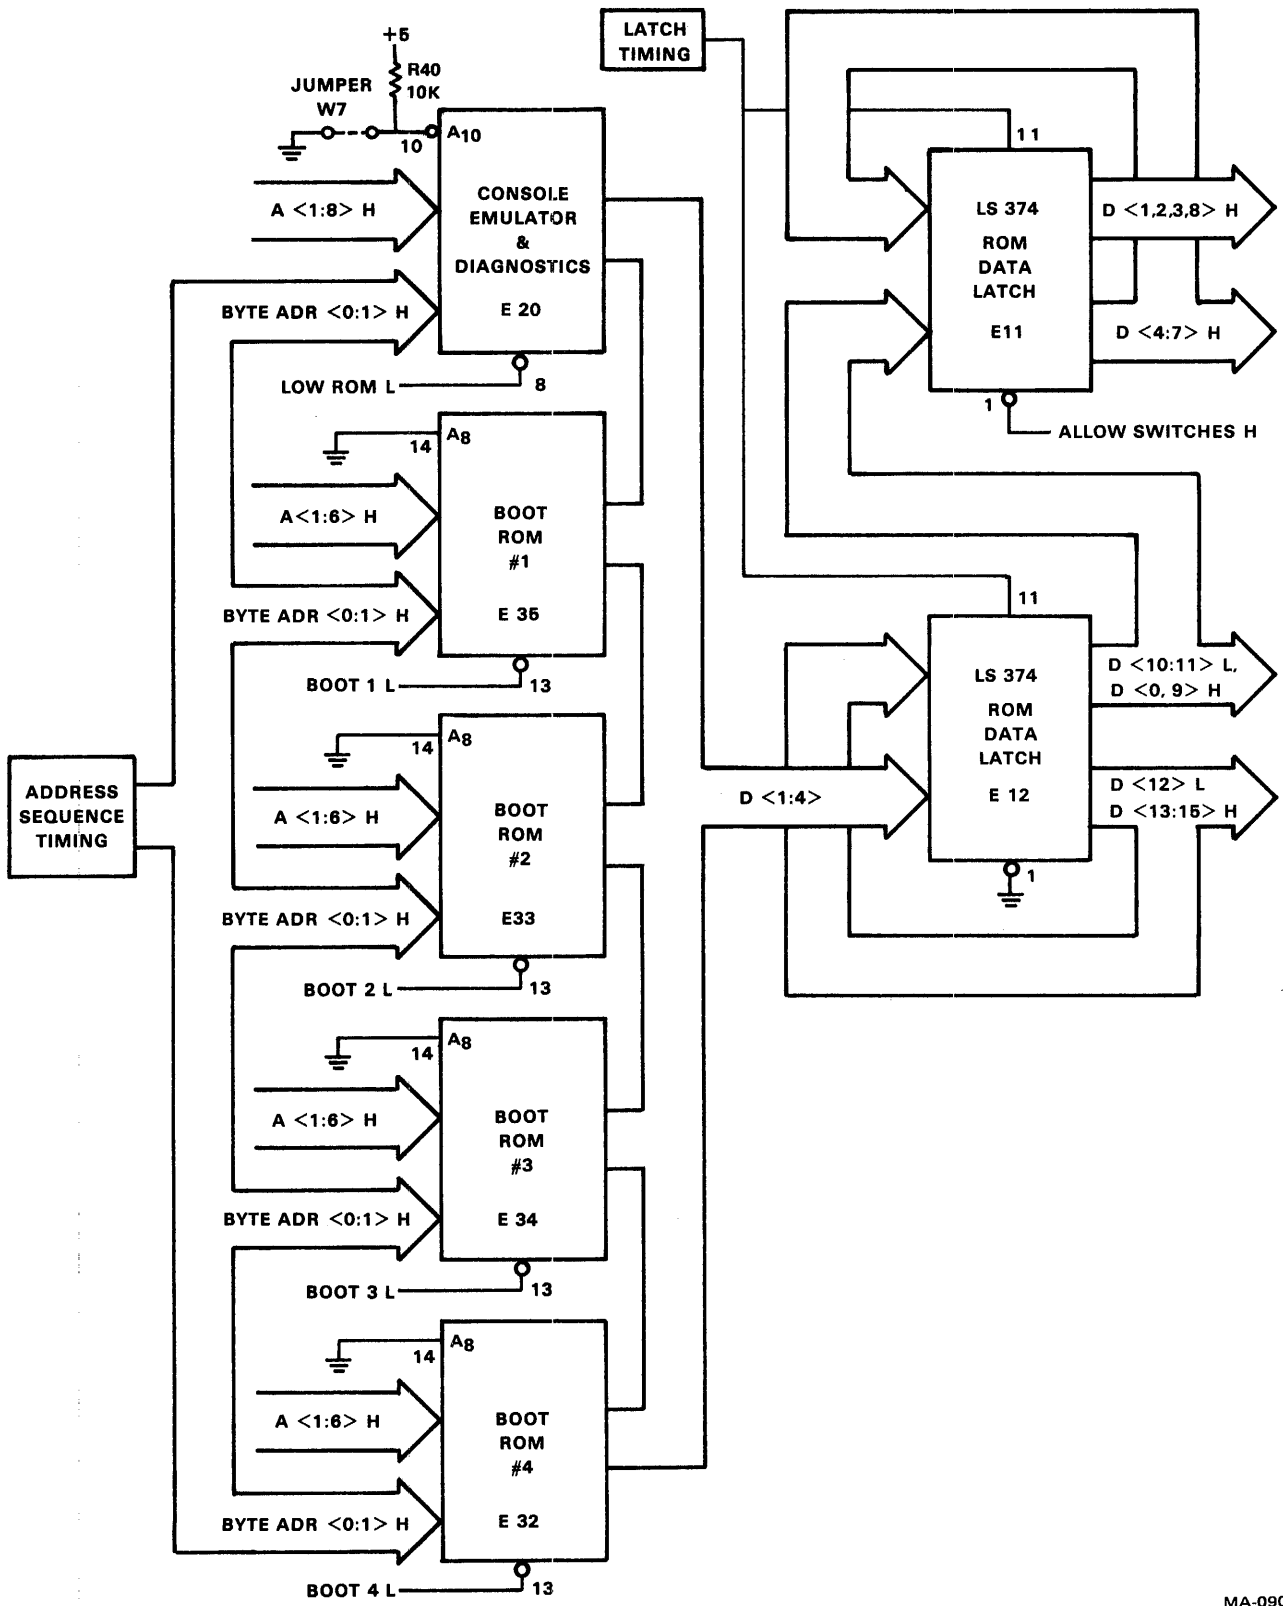 +5
R40
10K
JUMPER
W7
10
A10
A <1:8> H
CONSOLE
EMULATOR
&
DIAGNOSTICS
E 20
BYTE ADR <0:1> H
LOW ROM L
8
14
A8
A<1:6> H
BOOT
ROM
#1
E 35
BYTE ADR <0:1> H
BOOT 1 L
13
14
A8
A <1:6> H
BOOT
ROM
#2
E33
BYTE ADR <0:1> H
BOOT 2 L
13
14
A8
A <1:6> H
BOOT
ROM
#3
E 34
BYTE ADR <0:1> H
BOOT 3 L
13
14
A8
A <1:6> H
BOOT
ROM
#4
E 32
BYTE ADR <0:1> H
BOOT 4 L
13
ADDRESS
SEQUENCE
TIMING
LATCH
TIMING
11
LS 374
ROM
DATA
LATCH
E11
D <1,2,3,8> H
D <4:7> H
1
ALLOW SWITCHES H
11
LS 374
ROM
DATA
LATCH
E 12
D <10:11> L,
D <0, 9> H
D <1:4>
D <12> L
D <13:15> H
1
MA-090